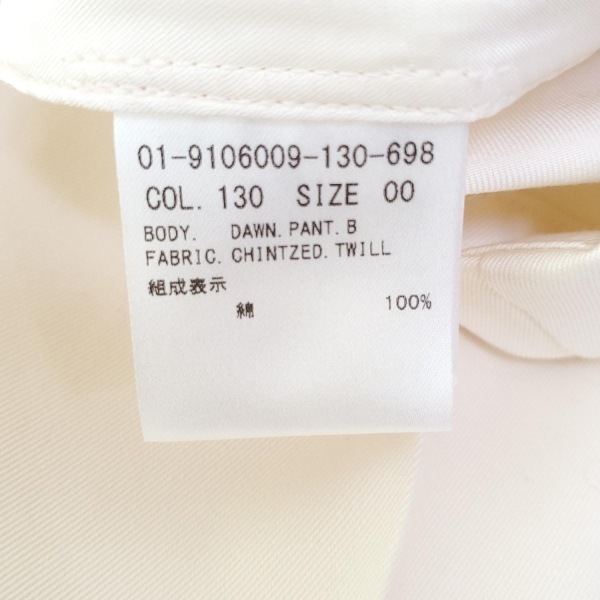 01-9106009-130-698
COL. 130 SIZE 00
BODY. DAWN. PANT. B
FABRIC. CHINTZED. TWILL
組成表示
綿 100%